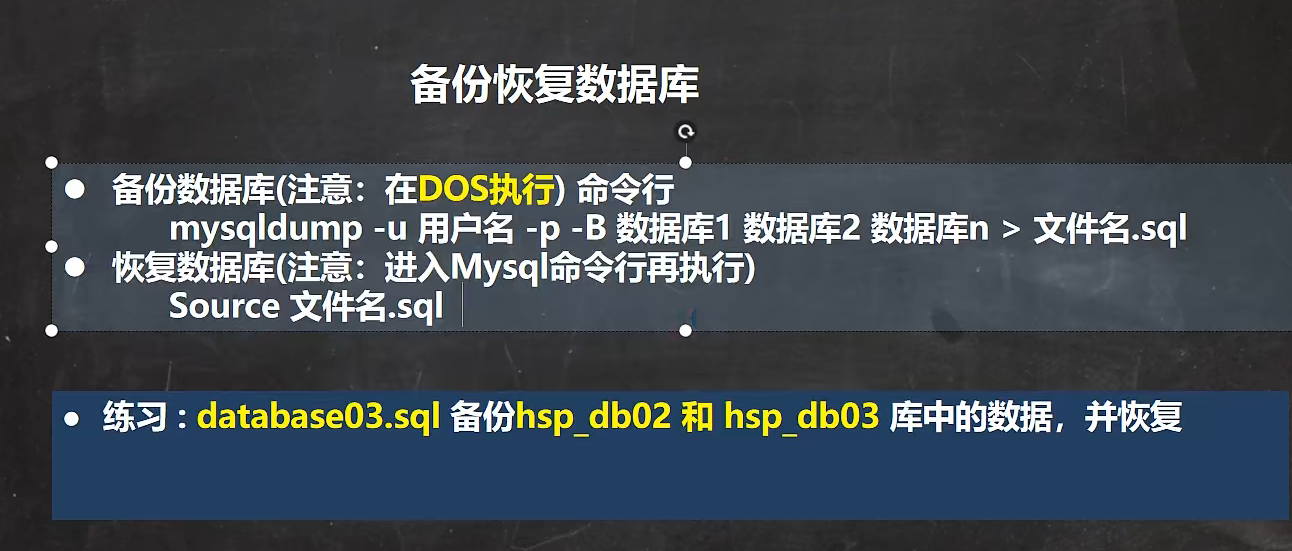 备份恢复数据库
● 备份数据库(注意：在DOS执行) 命令行
mysqldump -u 用户名 -p -B 数据库1 数据库2 数据库n > 文件名.sql
● 恢复数据库(注意：进入Mysql命令行再执行)
Source 文件名.sql
● 练习 : database03.sql 备份hsp_db02 和 hsp_db03 库中的数据，并恢复